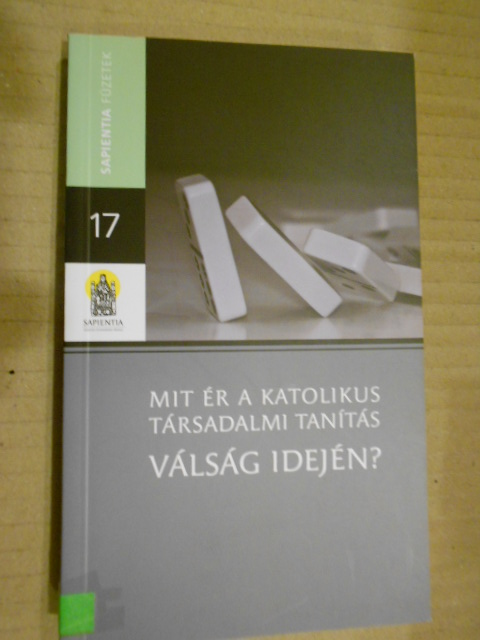 SAPIENTIA FÜZETEK
17
SAPIENTIA
MIT ÉR A KATOLIKUS
TÁRSADALMI TANÍTÁS
VÁLSÁG IDEJÉN?